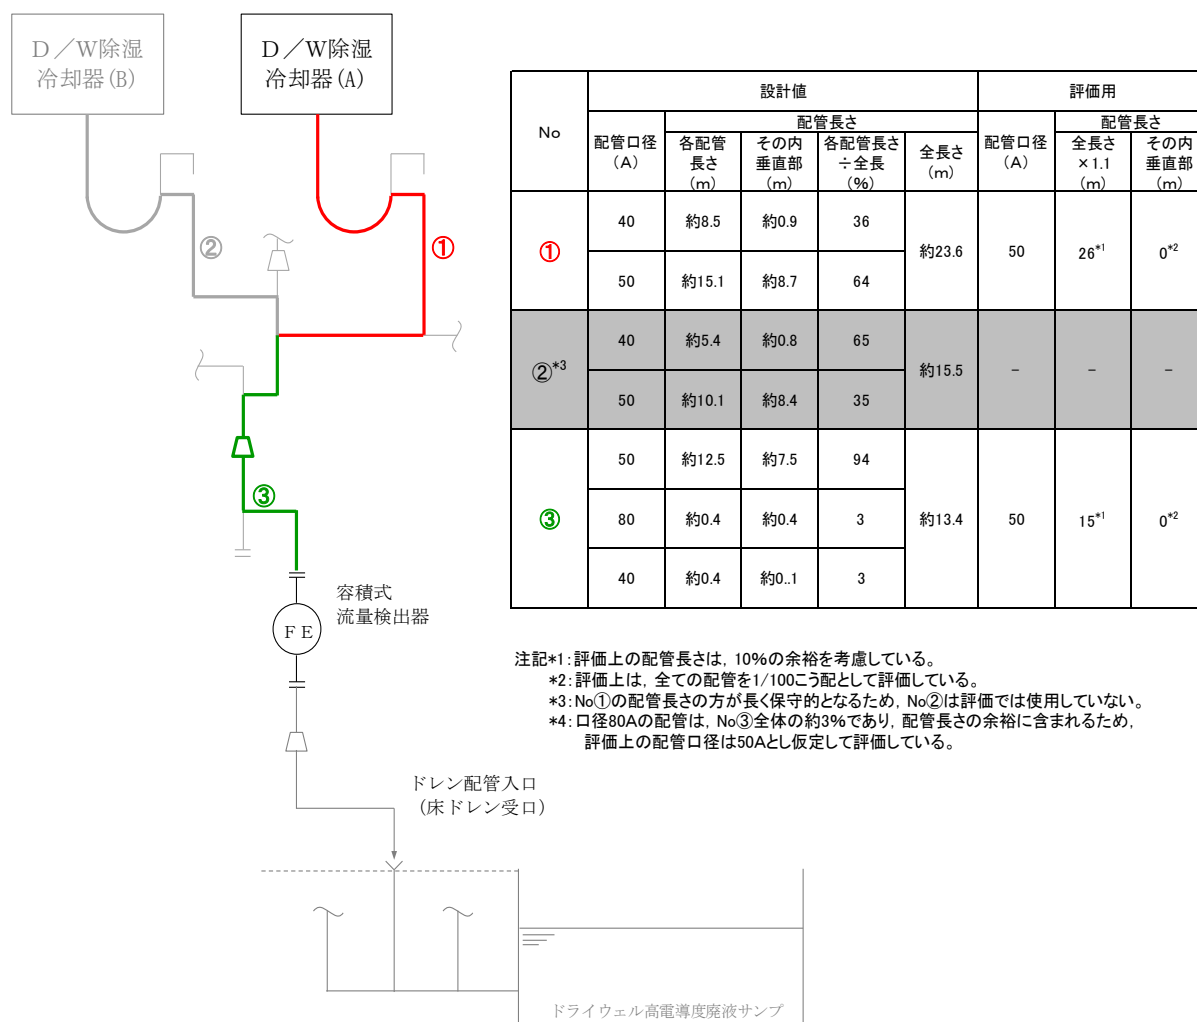 D/W除湿
冷却器(B)
D/W除湿
冷却器(A)
②
①
③
容積式
流量検出器
FE
ドレン配管入口
(床ドレン受口)
ドライウェル高電導度廃液サンプ
No 設計値 評価用
配管口径(A) 配管長さ 配管口径(A) 配管長さ
各配管長さ(m) その内垂直部(m) 各配管長さ÷全長(%) 全長さ(m) 全長さ×1.1(m) その内垂直部(m)
① 40 約8.5 約0.9 36 約23.6 50 26*1 0*2
50 約15.1 約8.7 64
②*3 40 約5.4 約0.8 65 約15.5 - - -
50 約10.1 約8.4 35
③ 50 約12.5 約7.5 94 約13.4 50 15*1 0*2
80 約0.4 約0.4 3
40 約0.4 約0..1 3
注記*1:評価上の配管長さは,10%の余裕を考慮している。
*2:評価上は,全ての配管を1/100こう配として評価している。
*3:No①の配管長さの方が長く保守的となるため,No②は評価では使用していない。
*4:口径80Aの配管は,No③全体の約3%であり,配管長さの余裕に含まれるため,
評価上の配管口径は50Aとし仮定して評価している。